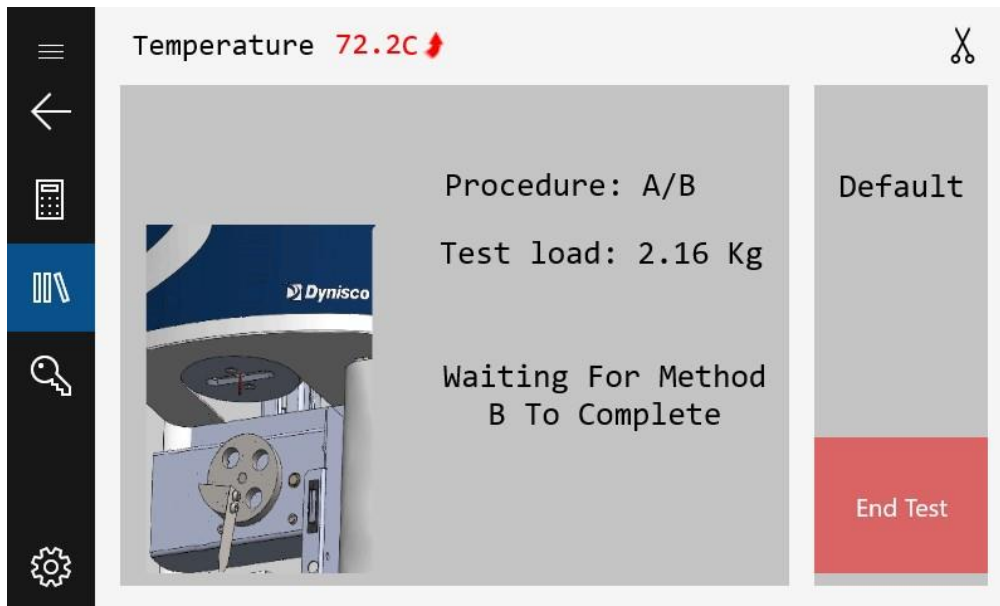 Temperature 72.2C
Procedure: A/B
Default
Test load: 2.16 Kg
Dynisco
Waiting For Method
B To Complete
End Test